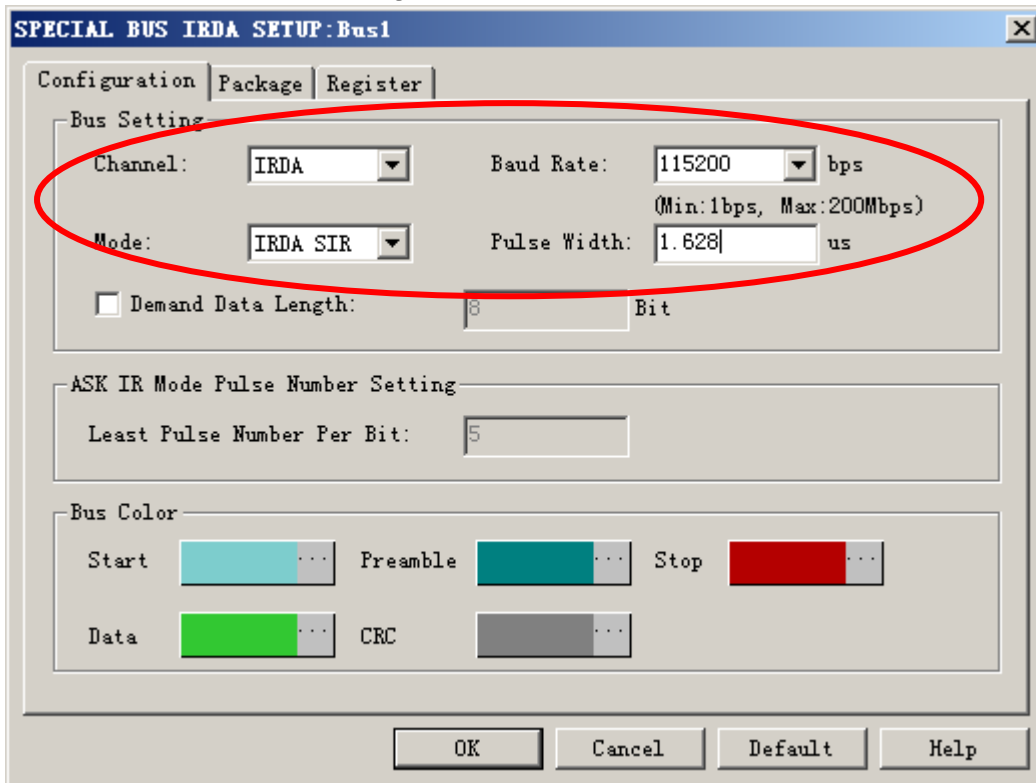 SPECIAL BUS IRDA SETUP:Bus1
Configuration Package Register
Bus Setting
Channel: IRDA Baud Rate: 115200 bps
(Min:1bps, Max:200Mbps)
Mode: IRDA SIR Pulse Width: 1.628 us
Demand Data Length: 8 Bit
ASK IR Mode Pulse Number Setting
Least Pulse Number Per Bit: 5
Bus Color
Start ... Preamble ... Stop ...
Data ... CRC ...
OK Cancel Default Help